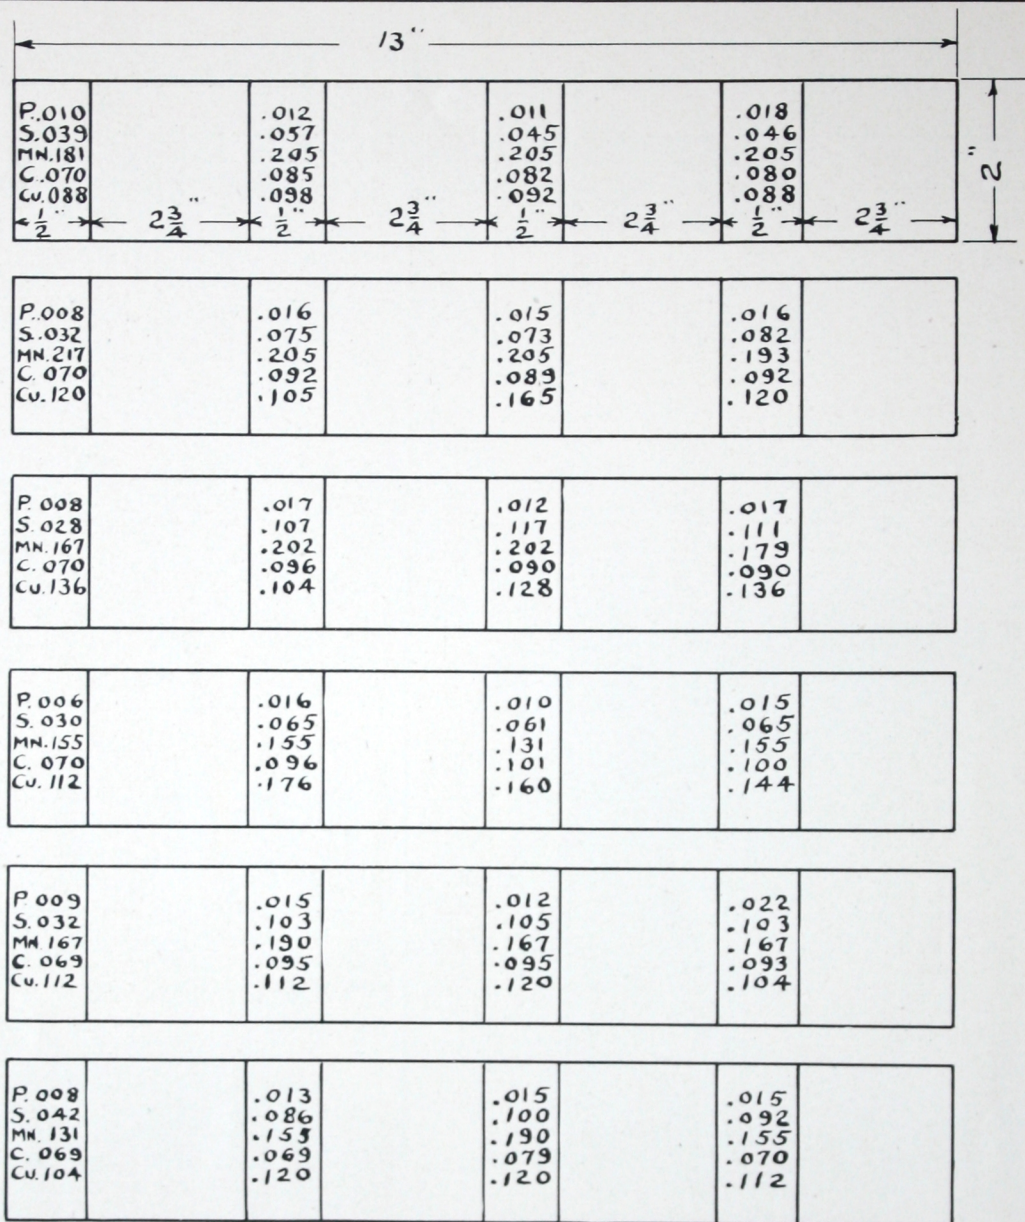 13"
P. .010 .012 .011 .018
S. .039 .057 .045 .046
MN. .181 .205 .205 .205
C. .070 .085 .082 .080
Cu. .088 .098 .092 .088
1/2" 2 3/4" 1/2" 2 3/4" 1/2" 2 3/4" 1/2" 2 3/4"
2"
P. .008 .016 .015 .016
S. .032 .075 .073 .082
MN. .217 .205 .205 .193
C. 070 .092 .089 .092
Cu. 120 .105 .165 .120
P. 008 .017 .012 .017
S. 028 .107 .117 .111
MN. 167 .202 .202 .179
C. 070 .096 .090 .090
Cu. 136 .104 .128 .136
P. 006 .016 .010 .015
S. 030 .065 .061 .065
MN. 155 .155 .131 .155
C. 070 .096 .101 .100
Cu. 112 .176 .160 .144
P. 009 .015 .012 .022
S. 032 .103 .105 .103
MN. 167 .190 .167 .167
C. 069 .095 .095 .093
Cu. 112 .112 .120 .104
P. 008 .013 .015 .015
S. 042 .086 .100 .092
MN. 131 .155 .190 .155
C. 069 .069 .079 .070
Cu. 104 .120 .120 .112